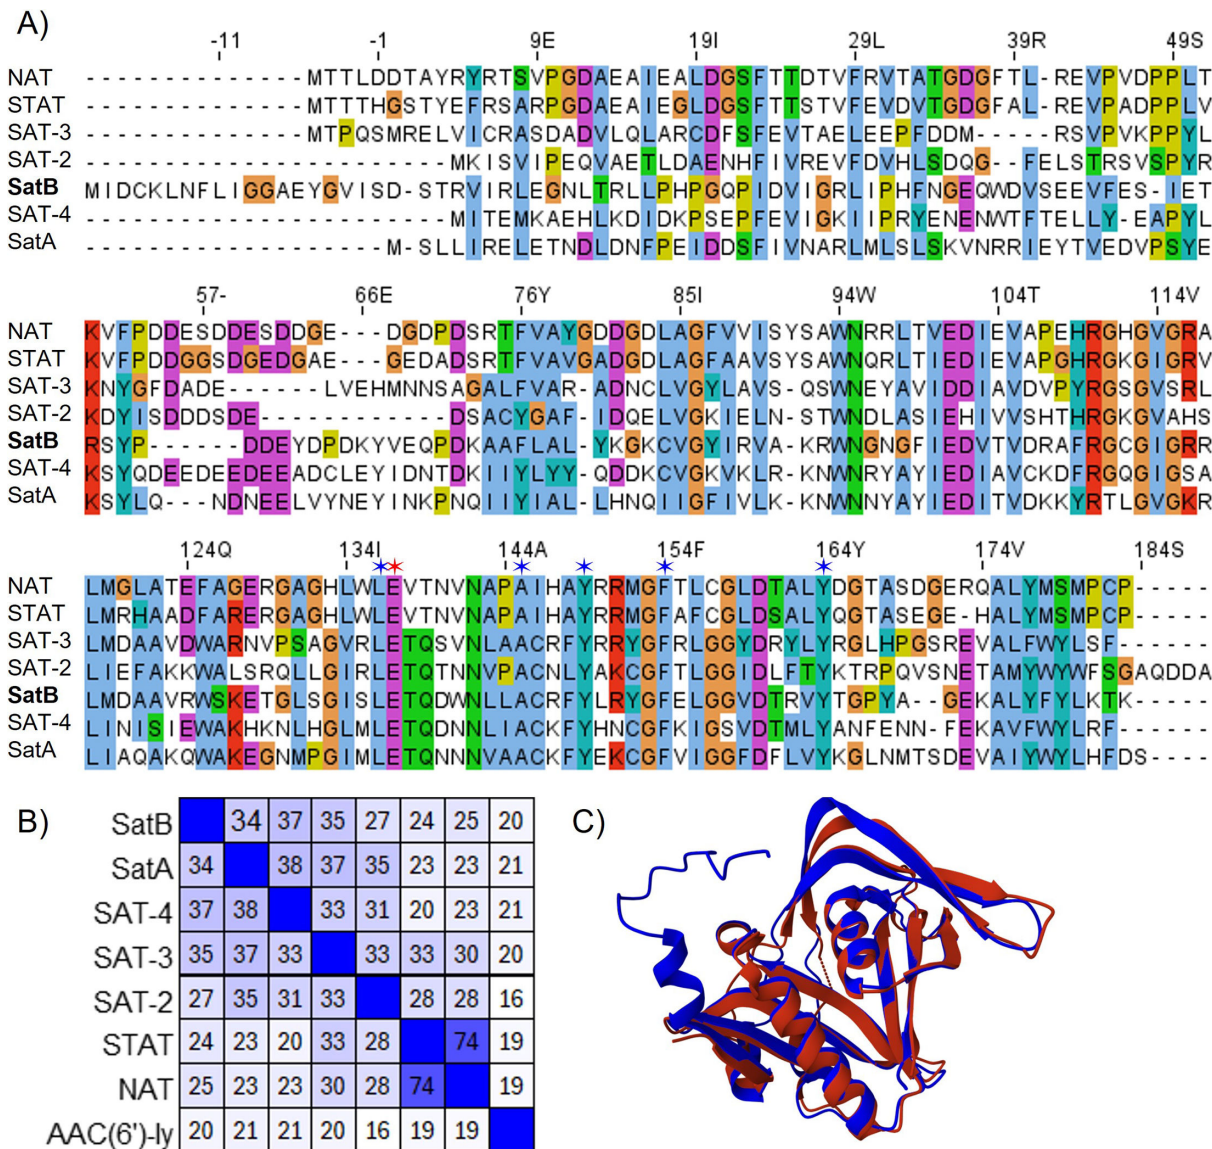 A)
-11 -1 9E 19I 29L 39R 49S
NAT --------------MTTLDDTAYRYRTSVPGDAEAIEALDGSFTTDTVFRVTATGDGFTL-REVPVDPPLT
STAT --------------MTTTHGSTYEFRSARPGDAEAIEGLDGSFTTSTVFEVDVTGDGFAL-REVPADPPLV
SAT-3 --------------MTPQSMRELVICRASDADVLQLARCDFSFEVTAELEEPFDDM-----RSVPVKPPYL
SAT-2 -----------------------MKISVIPEQVAETLDAENHFIVREVFDVHLSDQG--FELSTRSVSPYR
SatB MIDCKLNFLIGGAEYGVISD-STRVIRLEGNLTRLLPHPGQPIDVIGRLIPHFNGEQWDVSEEVFES-IET
SAT-4 -----------------------MITEMKAEHLKDIDKPSEPFEVIGKIIPRYENENWTFTELLY-EAPYL
SatA -------------------M-SLLIRELETNDLDNFPEIDDSFIVNARLMLSLSKVNRRIEYTVEDVPSYE
57- 66E 76Y 85I 94W 104T 114V
NAT KVFPDDESDDESDDGE---DGDPDSRTFVAYGDDGDLAGFVVISYSAWNRRLTVEDIEVAPEHRGHGVGRA
STAT KVFPDDGGSDGEDGAE---GEDADSRTFVAVGADGDLAGFAAVSYSAWNQRLTIEDIEVAPGHRGKGIGRV
SAT-3 KNYGFDADE------LVEHMNNSAGALFVAR-ADNCLVGYLAVS-QSWNEYAVIDDIAVDVPYRGSGVSRL
SAT-2 KDYISDDDSDE------------DSACYGAF-IDQELVGKIELN-STWNDLASIEHIVVSHTHRGKGVAHS
SatB RSYP------DDEYDPDKYVEQPDKAAFLAL-YKGKCVGYIRVA-KRWNGNGFIEDVTVDRAFRGCGIGRR
SAT-4 KSYQDEEDEEDEEADCLEYIDNTDKIIYLYY-QDDKCVGKVKLR-KNWNRYAYIEDIAVCKDFRGQGIGSA
SatA KSYLQ---NDNEELVYNEYINKPNQIIYIAL-LHNQIIGFIVLK-KNWNNYAYIEDITVDKKYRTLGVGKR
124Q 134I 144A 154F 164Y 174V 184S
NAT LMGLATEFAGERGAGHLWLEVTNVNAPAIHAYRRMGFTLCGLDTALYDGTASDGERQALYMSMPCP-----
STAT LMRHAADFARERGAGHLWLEVTNVNAPAIHAYRRMGFAFCGLDSALYQGTASEGE-HALYMSMPCP-----
SAT-3 LMDAAVDWARNVPSAGVRLETQSVNLAACRFYRRYGFRLGGYDRYLYRGLHPGSREVALFWYLSF------
SAT-2 LIEFAKKWALSRQLLGIRLETQTNNVPACNLYAKCGFTLGGIDLFTYKTRPQVSNETAMYWYWFSGAQDDA
SatB LMDAAVRWSKETGLSGISLETQDWNLLACRFYLRYGFELGGVDTRVYTGPYA--GEKALYFYLKTK-----
SAT-4 LINISIEWAKHKNLHGLMLETQDNNLIACKFYHNCGFKIGSVDTMLYANFENN-FEKAVFWYLRF------
SatA LIAQAKQWAKEGNMPGIMLETQNNNVAACKFYEKCGFVIGGFDFLVYKGLNMTSDEVAIYWYLHFDS----
B)
SatB 34 37 35 27 24 25 20
SatA 34 38 37 35 23 23 21
SAT-4 37 38 33 31 20 23 21
SAT-3 35 37 33 33 33 30 20
SAT-2 27 35 31 33 28 28 16
STAT 24 23 20 33 28 74 19
NAT 25 23 23 30 28 74 19
AAC(6')-ly 20 21 21 20 16 19 19
C)